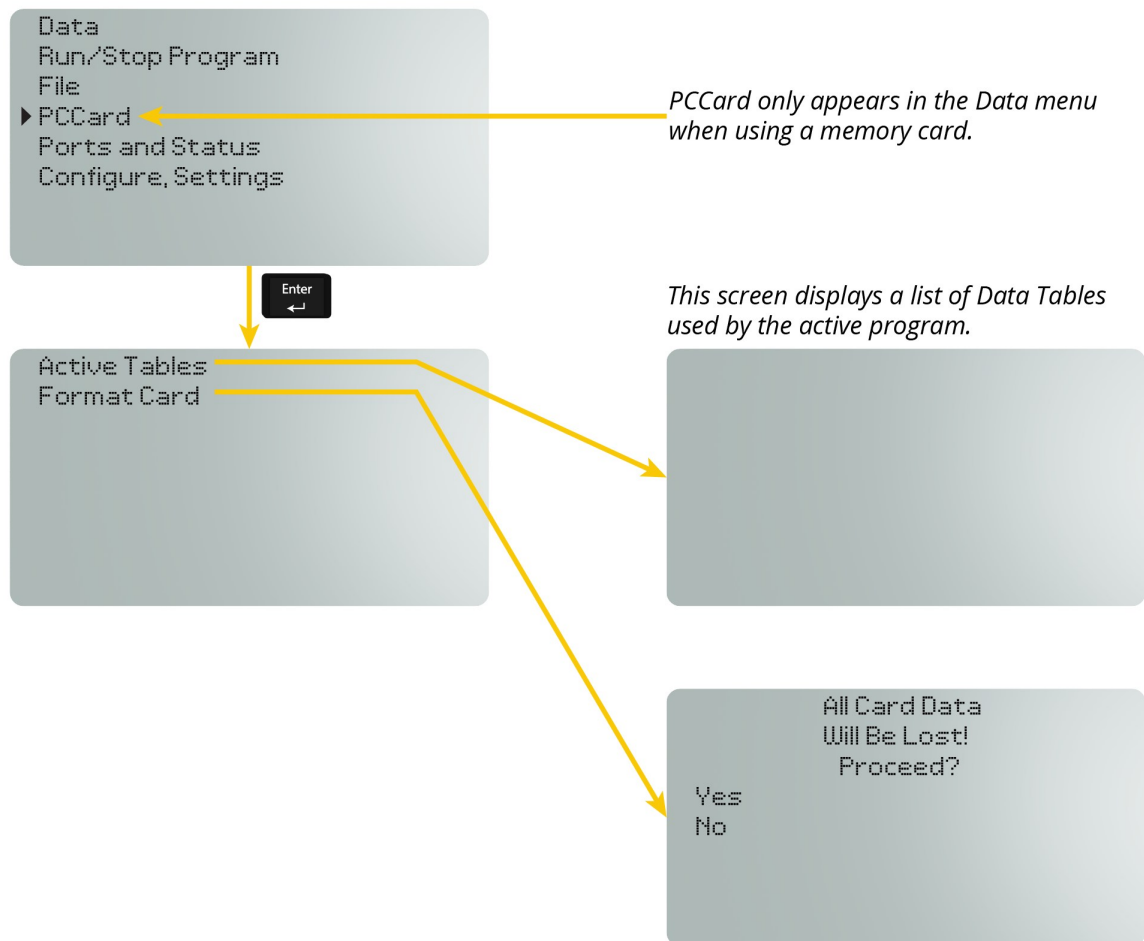 Data
Run/Stop Program
File
PCCard
Ports and Status
Configure, Settings
PCCard only appears in the Data menu
when using a memory card.
Enter
This screen displays a list of Data Tables
used by the active program.
Active Tables
Format Card
All Card Data
Will Be Lost!
Proceed?
Yes
No